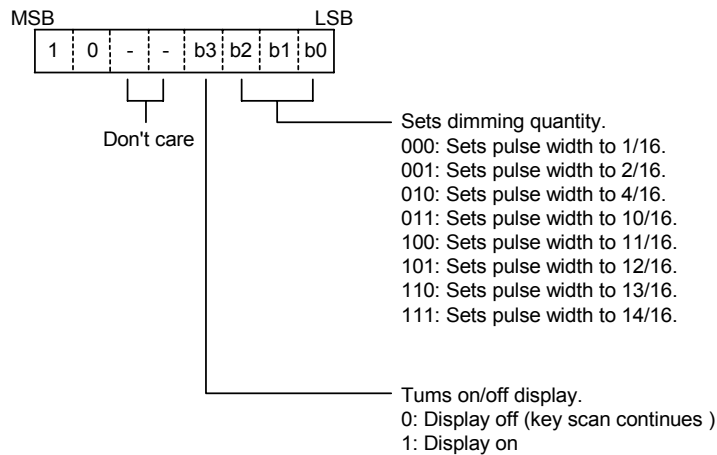 MSB LSB
1 0 - - b3 b2 b1 b0
Don't care
Sets dimming quantity.
000: Sets pulse width to 1/16.
001: Sets pulse width to 2/16.
010: Sets pulse width to 4/16.
011: Sets pulse width to 10/16.
100: Sets pulse width to 11/16.
101: Sets pulse width to 12/16.
110: Sets pulse width to 13/16.
111: Sets pulse width to 14/16.
Tums on/off display.
0: Display off (key scan continues )
1: Display on